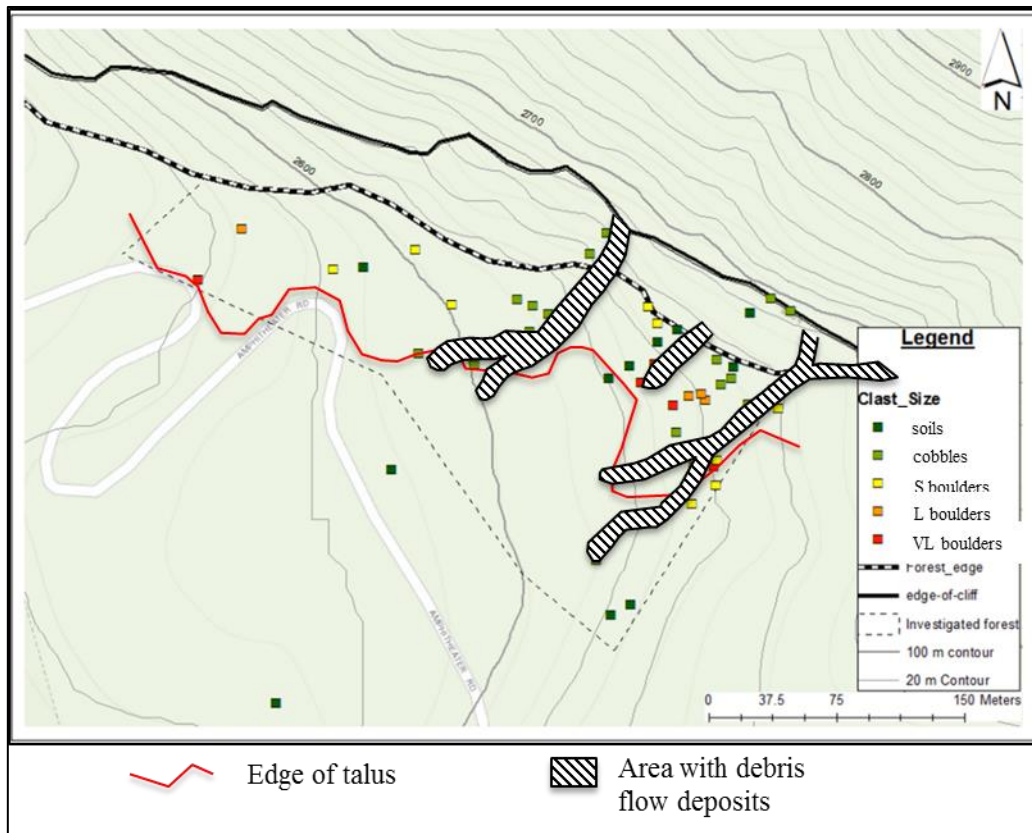 2900
N
2700
2600
2800
AMPHITHEATER RD
AMPHITHEATER RD
Legend
Clast_Size
soils
cobbles
S boulders
L boulders
VL boulders
Forest_edge
edge-of-cliff
Investigated forest
100 m contour
20 m Contour
0 37.5 75 150 Meters
Edge of talus
Area with debris
flow deposits